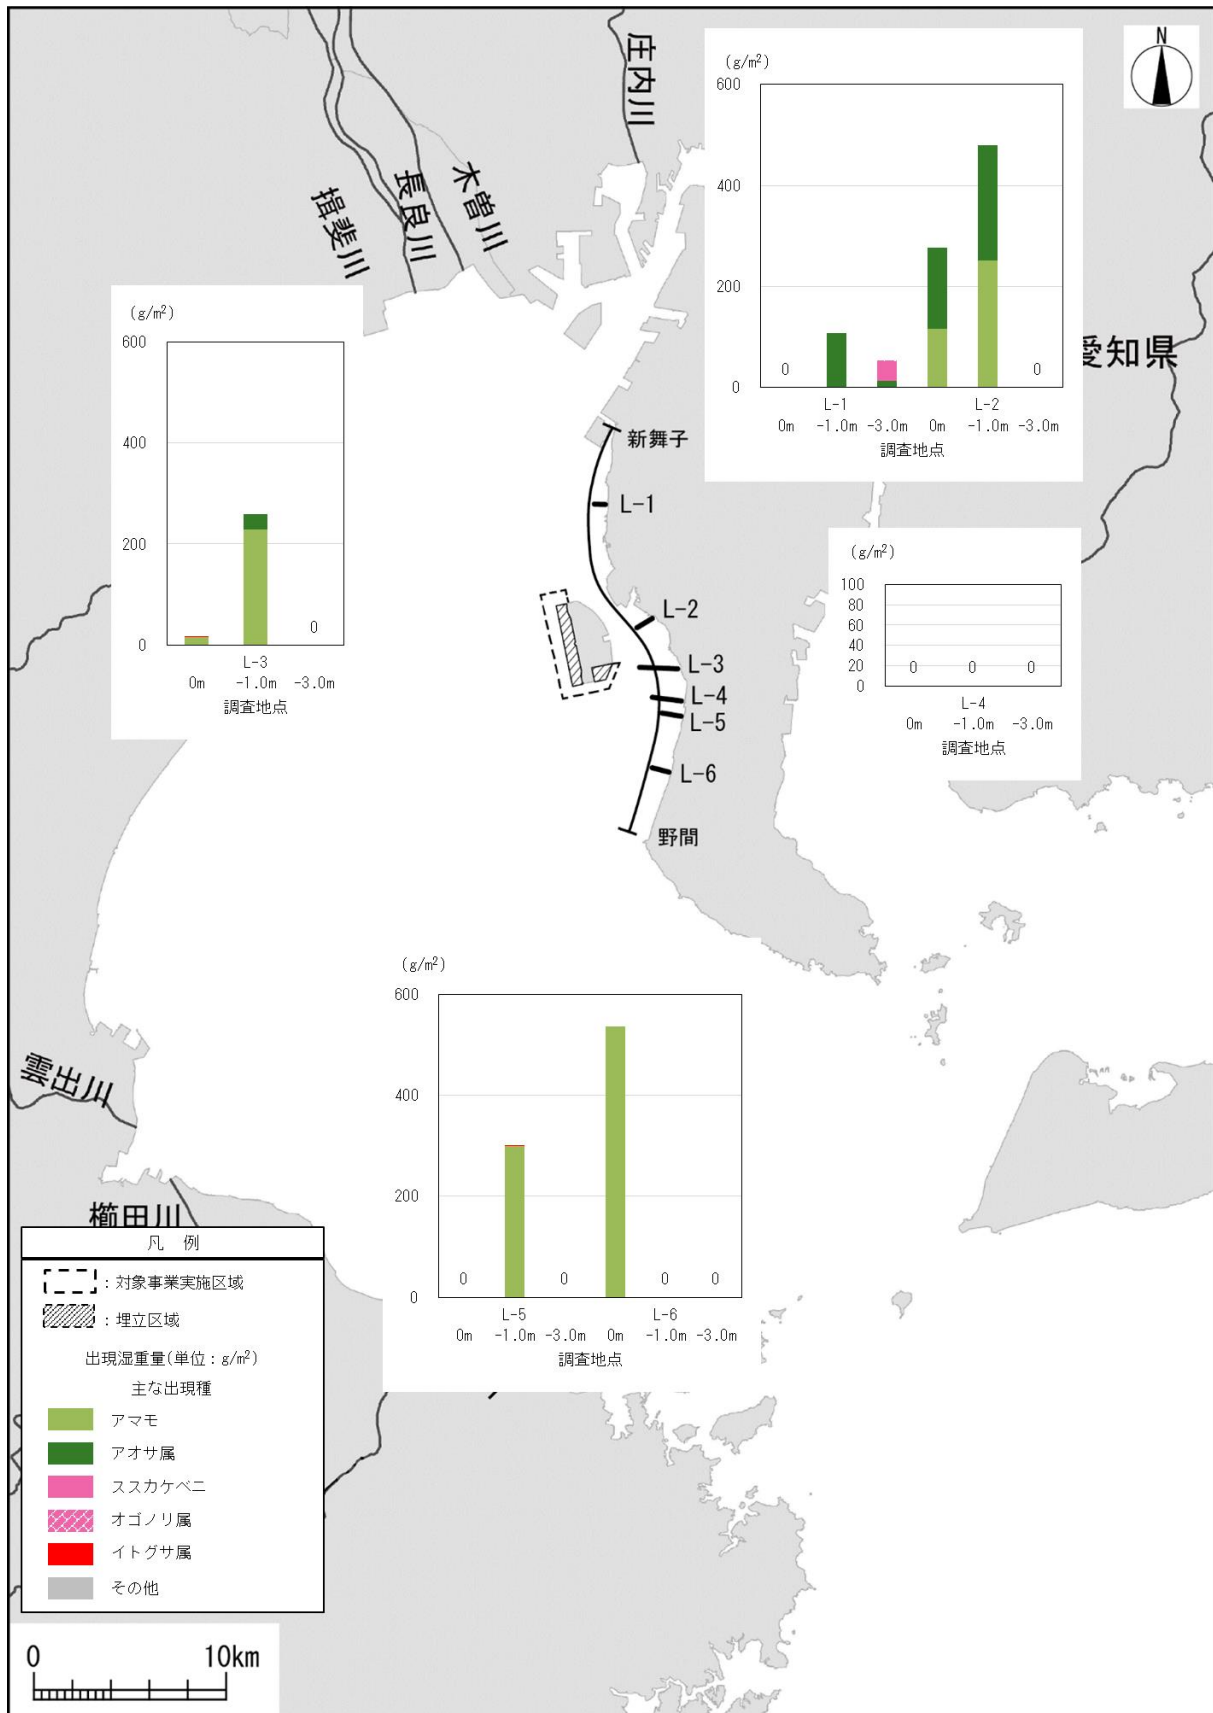 N
庄内川
木曽川
長良川
揖斐川
愛知県
(g/m²)
600
400
200
0
0
0
L-1
L-2
0m
-1.0m
-3.0m
0m
-1.0m
-3.0m
調査地点
(g/m²)
600
400
200
0
0
L-3
0m
-1.0m
-3.0m
調査地点
新舞子
L-1
L-2
L-3
L-4
L-5
L-6
野間
(g/m²)
100
80
60
40
20
0
0
0
0
L-4
0m
-1.0m
-3.0m
調査地点
(g/m²)
600
400
200
0
0
0
0
0
L-5
L-6
0m
-1.0m
-3.0m
0m
-1.0m
-3.0m
調査地点
雲出川
櫛田川
凡 例
：対象事業実施区域
：埋立区域
出現湿重量(単位：g/m²)
主な出現種
アマモ
アオサ属
ススカケベニ
オゴノリ属
イトグサ属
その他
0
10km